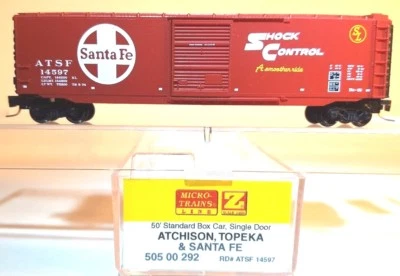 Santa Fe
ATSF
14597
SHOCK
CONTROL
A smoother ride
MICRO-
TRAINS
LINE
Z
50' Standard Box Car, Single Door
ATCHISON, TOPEKA
& SANTA FE
505 00 292 RD# ATSF 14597